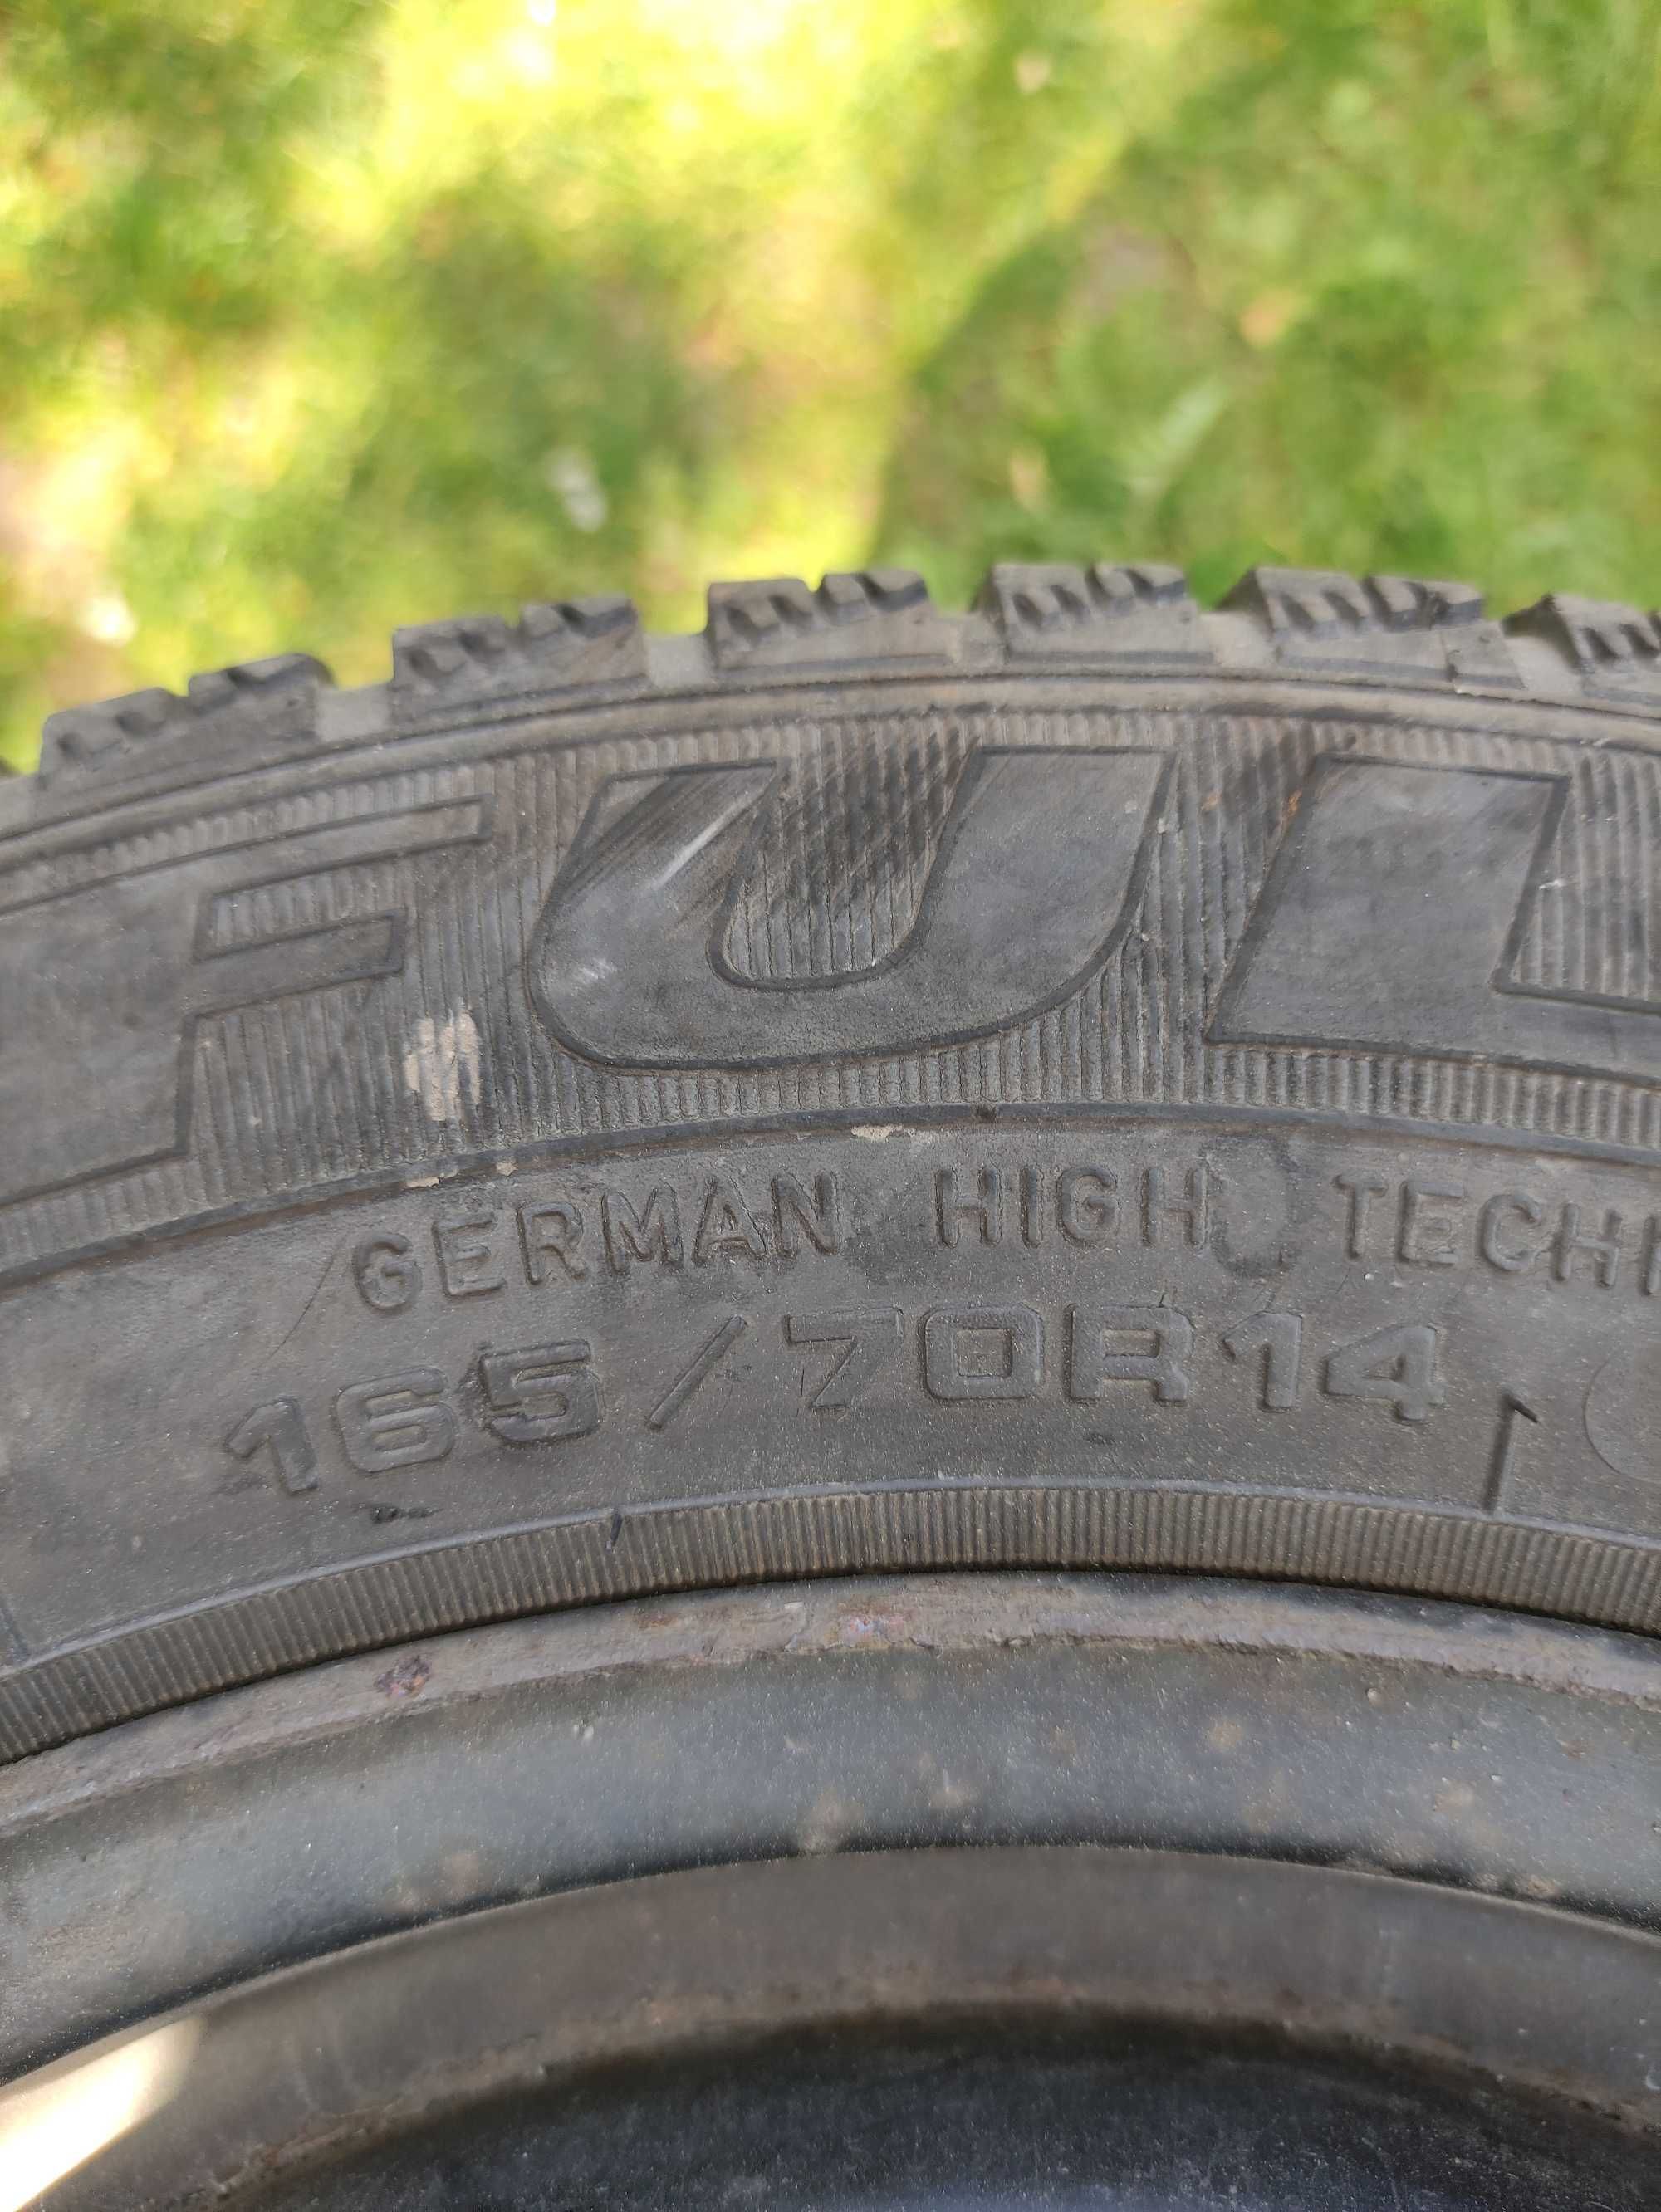 FUL
GERMAN HIGH TECH
165/70R14